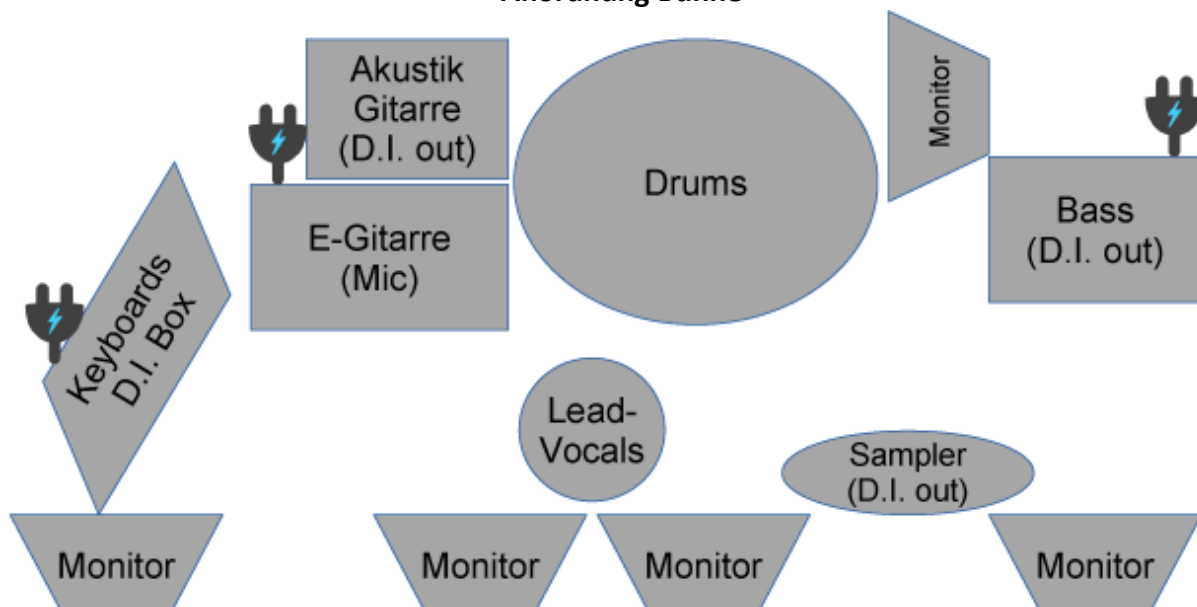 Akustik
Gitarre
(D.I. out)
Monitor
Drums
E-Gitarre
(Mic)
Bass
(D.I. out)
Keyboards
D.I. Box
Lead-
Vocals
Sampler
(D.I. out)
Monitor
Monitor
Monitor
Monitor